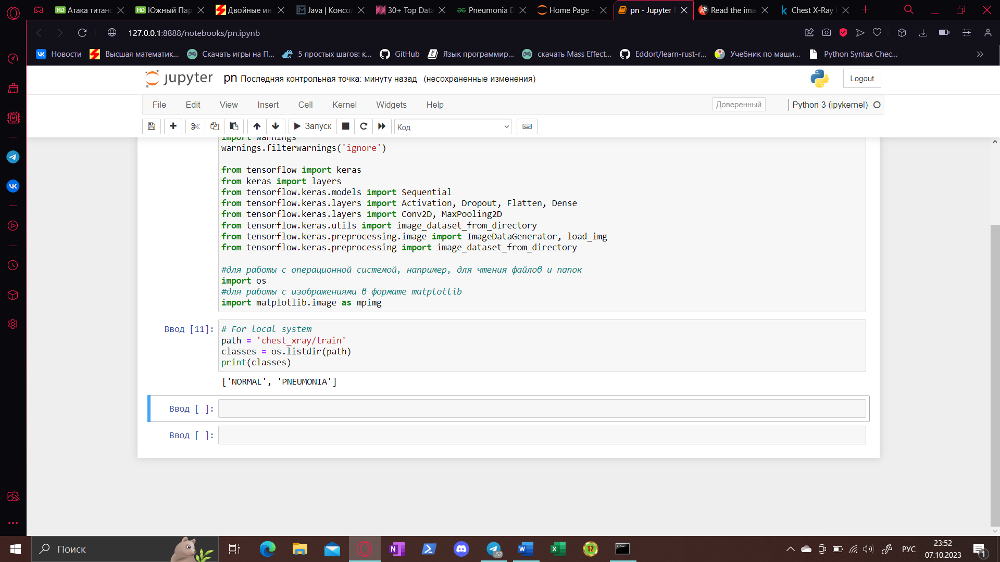 Атака титанс
Южный Пар
Двойные ин
Java | Консол
30+ Top Data
Pneumonia D
Home Page -
pn - Jupyter
Read the ima
Chest X-Ray
127.0.0.1:8888/notebooks/pn.ipynb
Новости
Высшая математик...
Скачать игры на П...
5 простых шагов: к...
GitHub
Язык программир...
скачать Mass Effect...
Eddort/learn-rust-r...
Учебник по маши...
Python Syntax Chec...
jupyter pn Последняя контрольная точка: минуту назад (несохраненные изменения)
Logout
File Edit View Insert Cell Kernel Widgets Help
Доверенный
Python 3 (ipykernel)
Запуск
Код
import warnings
warnings.filterwarnings('ignore')
from tensorflow import keras
from keras import layers
from tensorflow.keras.models import Sequential
from tensorflow.keras.layers import Activation, Dropout, Flatten, Dense
from tensorflow.keras.layers import Conv2D, MaxPooling2D
from tensorflow.keras.utils import image_dataset_from_directory
from tensorflow.keras.preprocessing.image import ImageDataGenerator, load_img
from tensorflow.keras.preprocessing import image_dataset_from_directory
#для работы с операционной системой, например, для чтения файлов и папок
import os
#для работы с изображениями в формате matplotlib
import matplotlib.image as mpimg
Ввод [11]:
# For local system
path = 'chest_xray/train'
classes = os.listdir(path)
print(classes)
['NORMAL', 'PNEUMONIA']
Ввод [ ]:
Ввод [ ]:
Поиск
52
12
РУС
23:52
07.10.2023
1